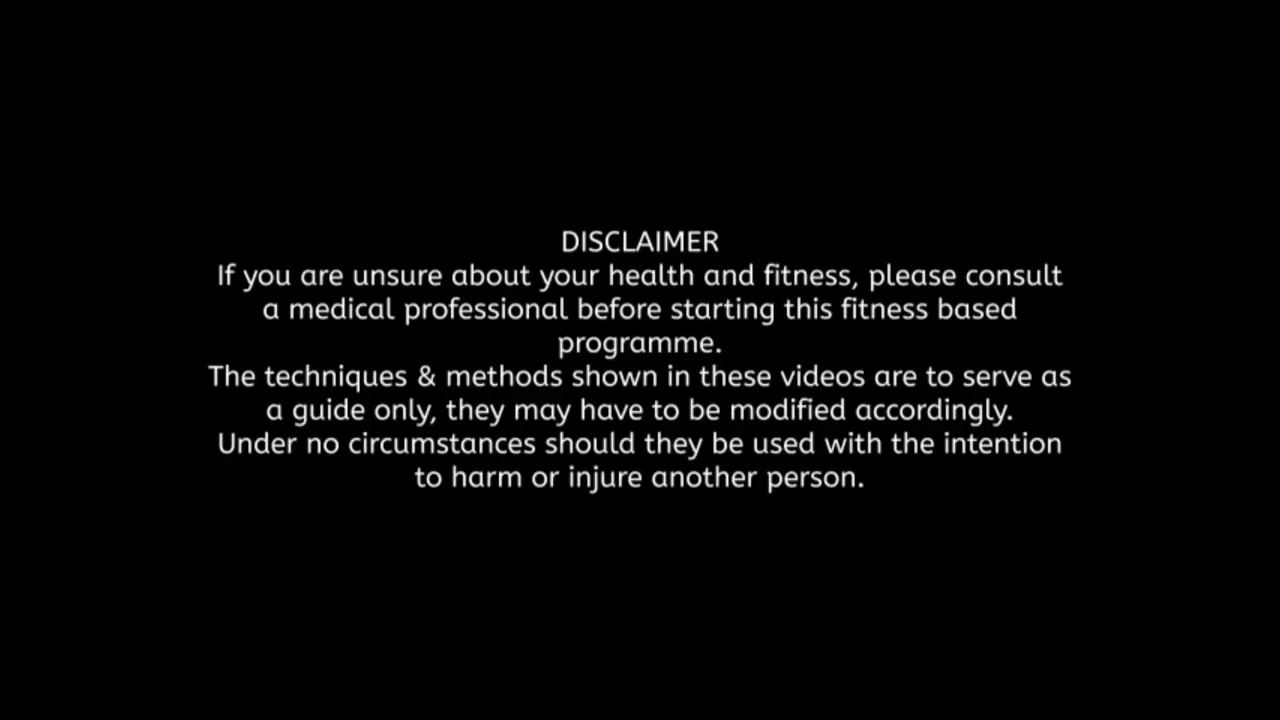 DISCLAIMER
If you are unsure about your health and fitness, please consult
a medical professional before starting this fitness based
programme.
The techniques & methods shown in these videos are to serve as
a guide only, they may have to be modified accordingly.
Under no circumstances should they be used with the intention
to harm or injure another person.